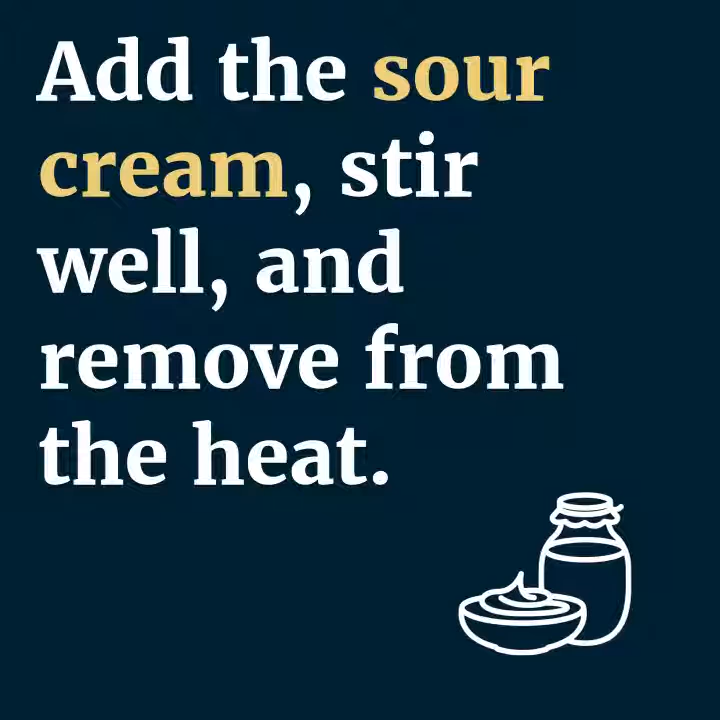 Add the sour
cream, stir
well, and
remove from
the heat.